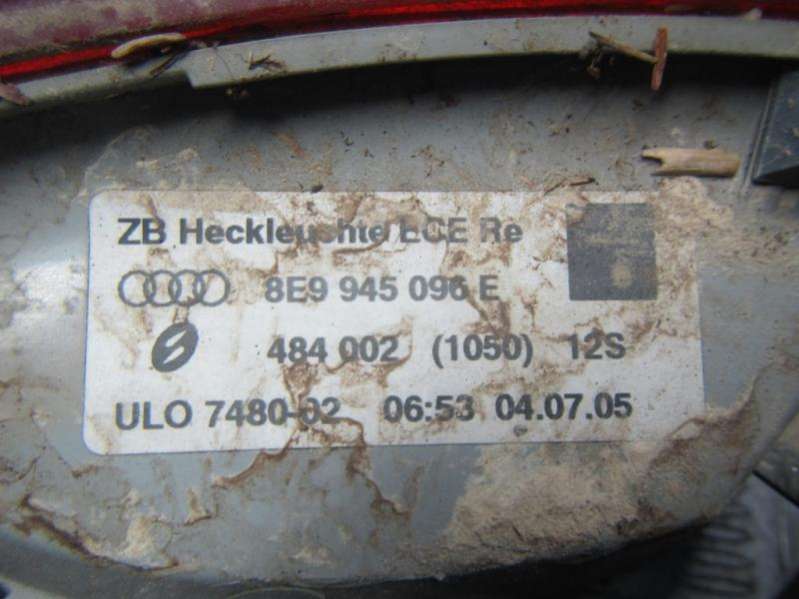 ZB Heckleuchte ECE Re
8E9 945 096 E
484 002 (1050) 12S
ULO 7480-02 06:53 04.07.05